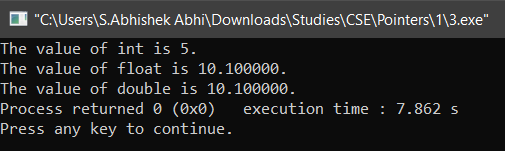 "C:\Users\S.Abhishek Abhi\Downloads\Studies\CSE\Pointers\1\3.exe"
The value of int is 5.
The value of float is 10.100000.
The value of double is 10.100000.
Process returned 0 (0x0)   execution time : 7.862 s
Press any key to continue.